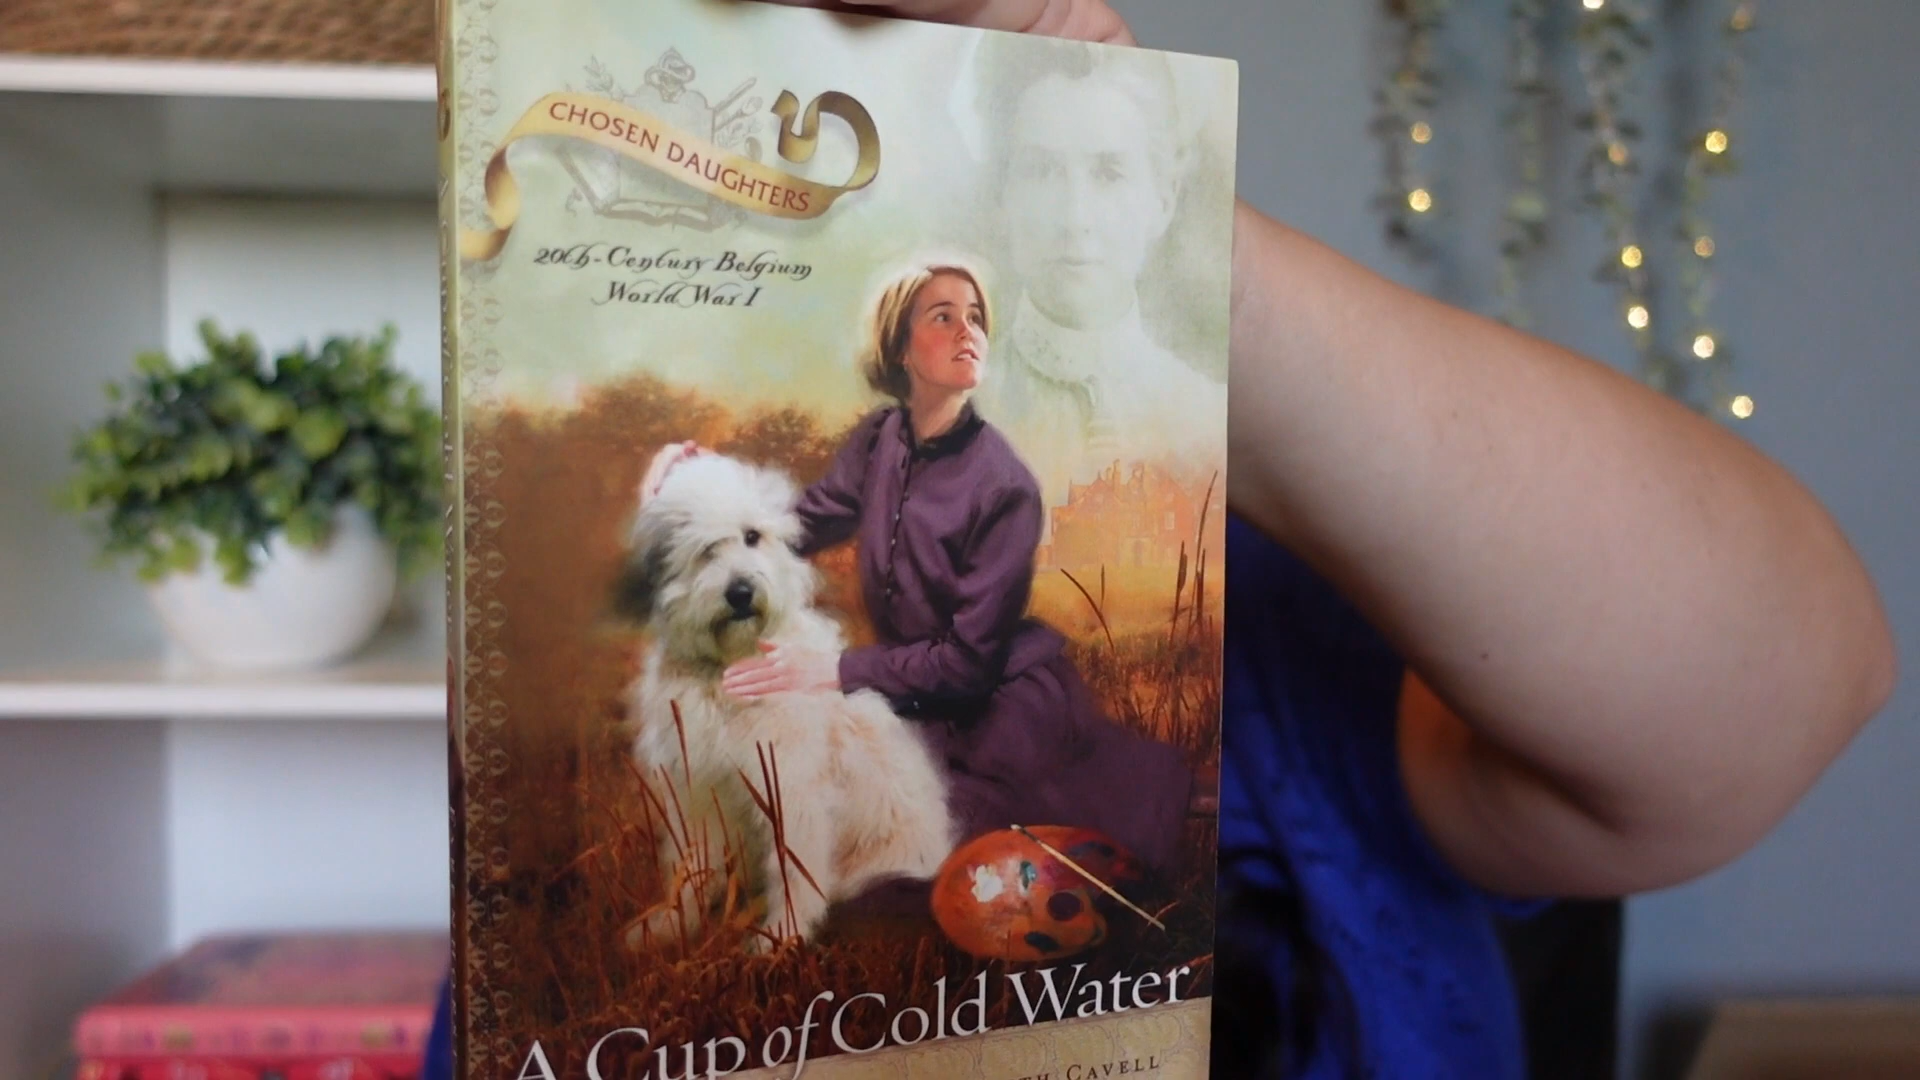 CHOSEN DAUGHTERS
20th-Century Belgium
World War I
A Cup of Cold Water
CAVELL